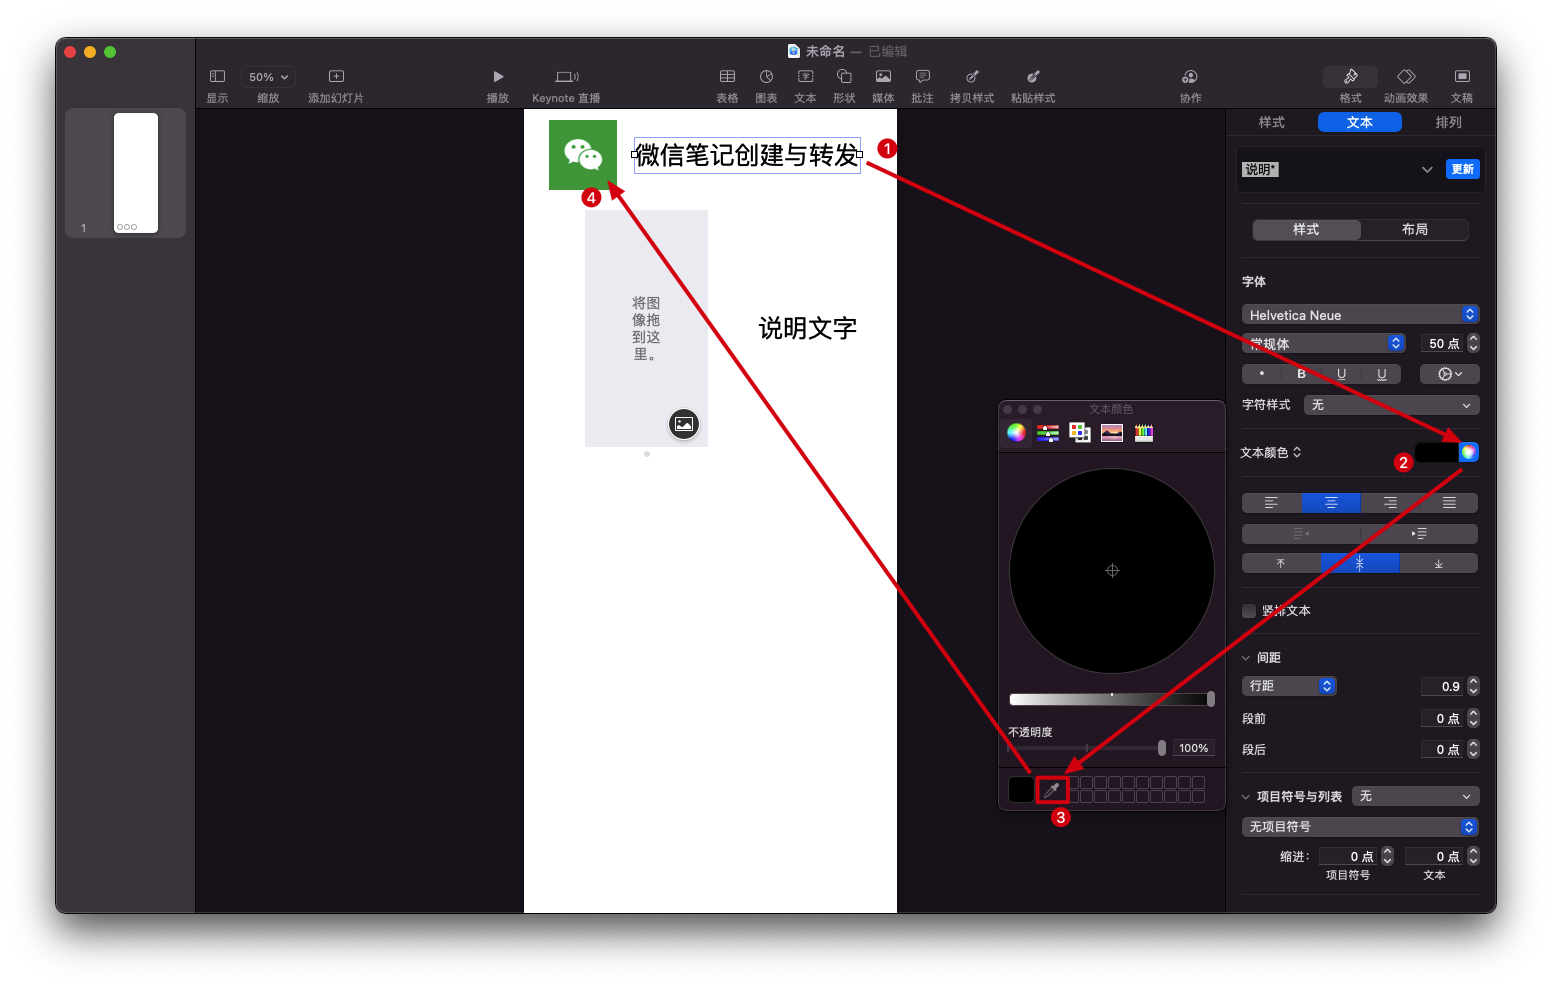 未命名 — 已编辑
50%
显示 缩放 添加幻灯片 播放 Keynote 直播 表格 图表 文本 形状 媒体 批注 拷贝样式 粘贴样式 协作 格式 动画效果 文稿
样式 文本 排列
微信笔记创建与转发
1
4
说明* 更新
1
样式 布局
字体
将图
像拖
到这
里。
说明文字
Helvetica Neue
常规体 50 点
B U U
字符样式 无
文本颜色
文本颜色
2
竖排文本
间距
行距 0.9
段前 0 点
段后 0 点
不透明度
100%
3
项目符号与列表 无
无项目符号
缩进: 0 点 0 点
项目符号 文本